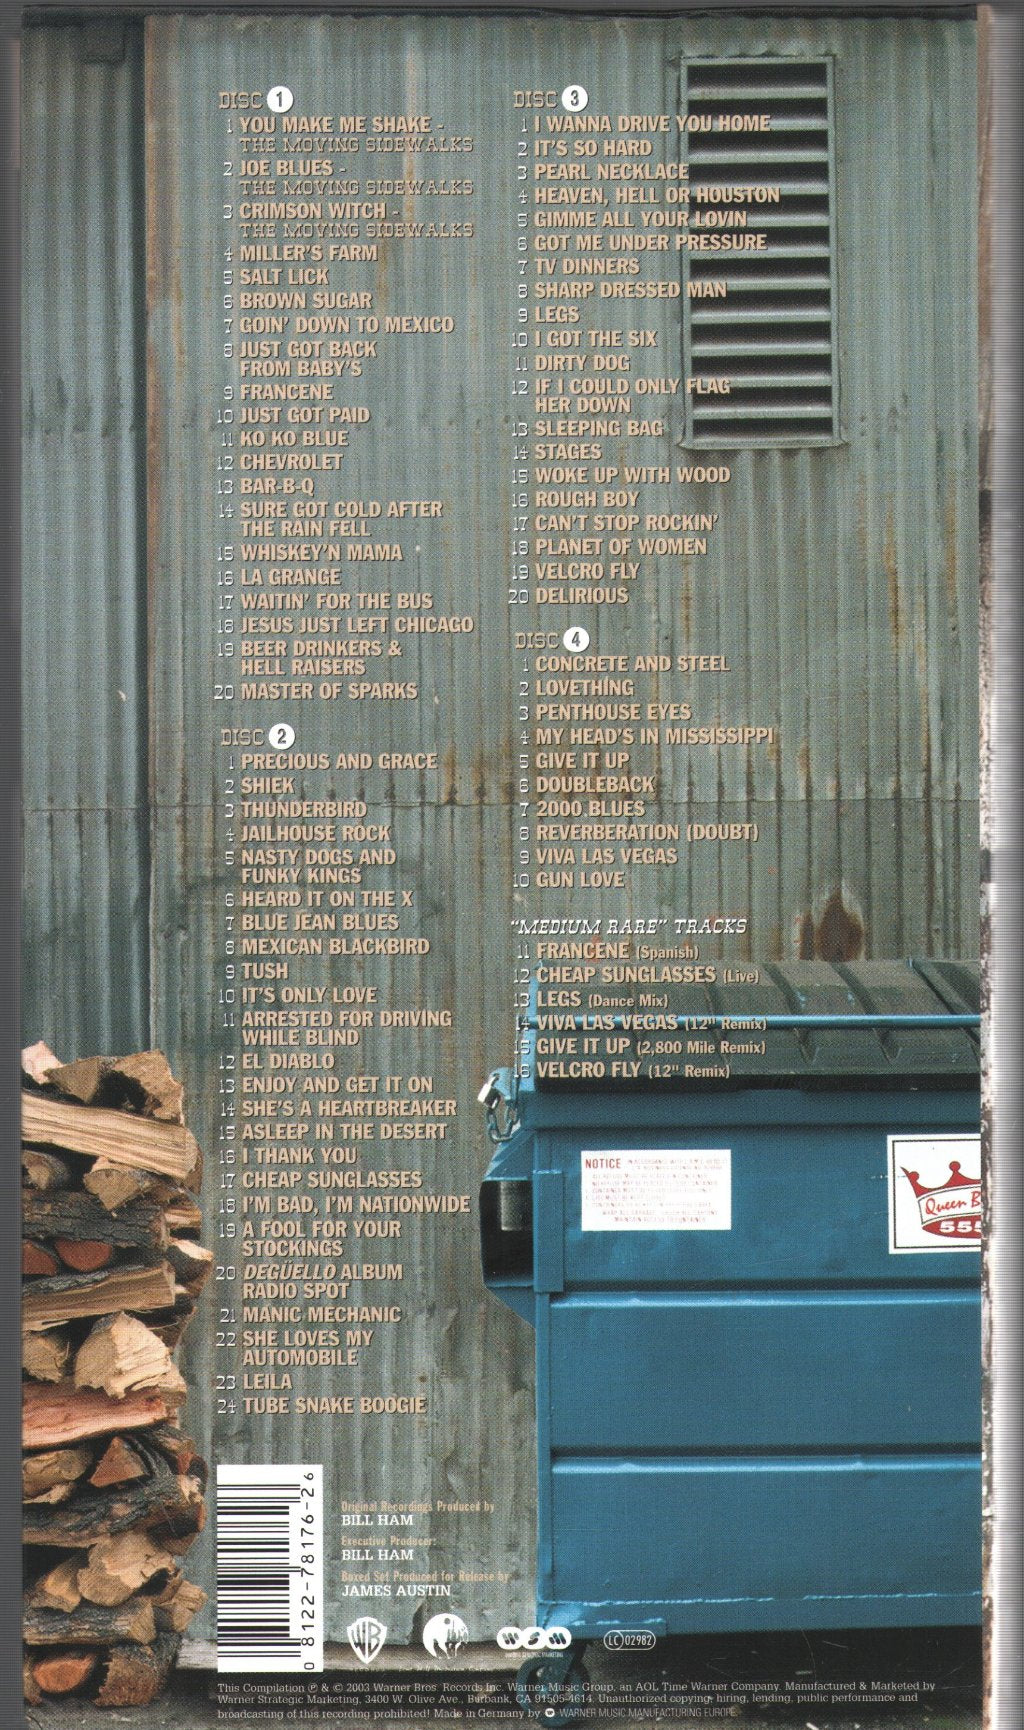 DISC 1
1 YOU MAKE ME SHAKE -
THE MOVING SIDEWALKS
2 JOE BLUES -
THE MOVING SIDEWALKS
3 CRIMSON WITCH -
THE MOVING SIDEWALKS
4 MILLER'S FARM
5 SALT LICK
6 BROWN SUGAR
7 GOIN' DOWN TO MEXICO
8 JUST GOT BACK
FROM BABY'S
9 FRANCENE
10 JUST GOT PAID
11 KO KO BLUE
12 CHEVROLET
13 BAR-B-Q
14 SURE GOT COLD AFTER
THE RAIN FELL
15 WHISKEY'N MAMA
16 LA GRANGE
17 WAITIN' FOR THE BUS
18 JESUS JUST LEFT CHICAGO
19 BEER DRINKERS &
HELL RAISERS
20 MASTER OF SPARKS
DISC 2
1 PRECIOUS AND GRACE
2 SHIEK
3 THUNDERBIRD
4 JAILHOUSE ROCK
5 NASTY DOGS AND
FUNKY KINGS
6 HEARD IT ON THE X
7 BLUE JEAN BLUES
8 MEXICAN BLACKBIRD
9 TUSH
10 IT'S ONLY LOVE
11 ARRESTED FOR DRIVING
WHILE BLIND
12 EL DIABLO
13 ENJOY AND GET IT ON
14 SHE'S A HEARTBREAKER
15 ASLEEP IN THE DESERT
16 I THANK YOU
17 CHEAP SUNGLASSES
18 I'M BAD, I'M NATIONWIDE
19 A FOOL FOR YOUR
STOCKINGS
20 DEGÜELLO ALBUM
RADIO SPOT
21 MANIC MECHANIC
22 SHE LOVES MY
AUTOMOBILE
23 LEILA
24 TUBE SNAKE BOOGIE
DISC 3
1 I WANNA DRIVE YOU HOME
2 IT'S SO HARD
3 PEARL NECKLACE
4 HEAVEN, HELL OR HOUSTON
5 GIMME ALL YOUR LOVIN
6 GOT ME UNDER PRESSURE
7 TV DINNERS
8 SHARP DRESSED MAN
9 LEGS
10 I GOT THE SIX
11 DIRTY DOG
12 IF I COULD ONLY FLAG
HER DOWN
13 SLEEPING BAG
14 STAGES
15 WOKE UP WITH WOOD
16 ROUGH BOY
17 CAN'T STOP ROCKIN'
18 PLANET OF WOMEN
19 VELCRO FLY
20 DELIRIOUS
DISC 4
1 CONCRETE AND STEEL
2 LOVETHING
3 PENTHOUSE EYES
4 MY HEAD'S IN MISSISSIPPI
5 GIVE IT UP
6 DOUBLEBACK
7 2000 BLUES
8 REVERBERATION (DOUBT)
9 VIVA LAS VEGAS
10 GUN LOVE
"MEDIUM RARE" TRACKS
11 FRANCENE (Spanish)
12 CHEAP SUNGLASSES (Live)
13 LEGS (Dance Mix)
14 VIVA LAS VEGAS (12" Remix)
15 GIVE IT UP (2,800 Mile Remix)
16 VELCRO FLY (12" Remix)
NOTICE
Queen B
555
0 8122-78176-2 6
Original Recordings Produced by
BILL HAM
Executive Producer:
BILL HAM
Boxed Set Produced for Release by
JAMES AUSTIN
WB
WSM
LC 02982
This Compilation ℗ & © 2003 Warner Bros. Records Inc. Warner Music Group, an AOL Time Warner Company. Manufactured & Marketed by
Warner Strategic Marketing, 3400 W. Olive Ave., Burbank, CA 91505-4614. Unauthorized copying, hiring, lending, public performance and
broadcasting of this recording prohibited! Made in Germany by WARNER MUSIC MANUFACTURING EUROPE.